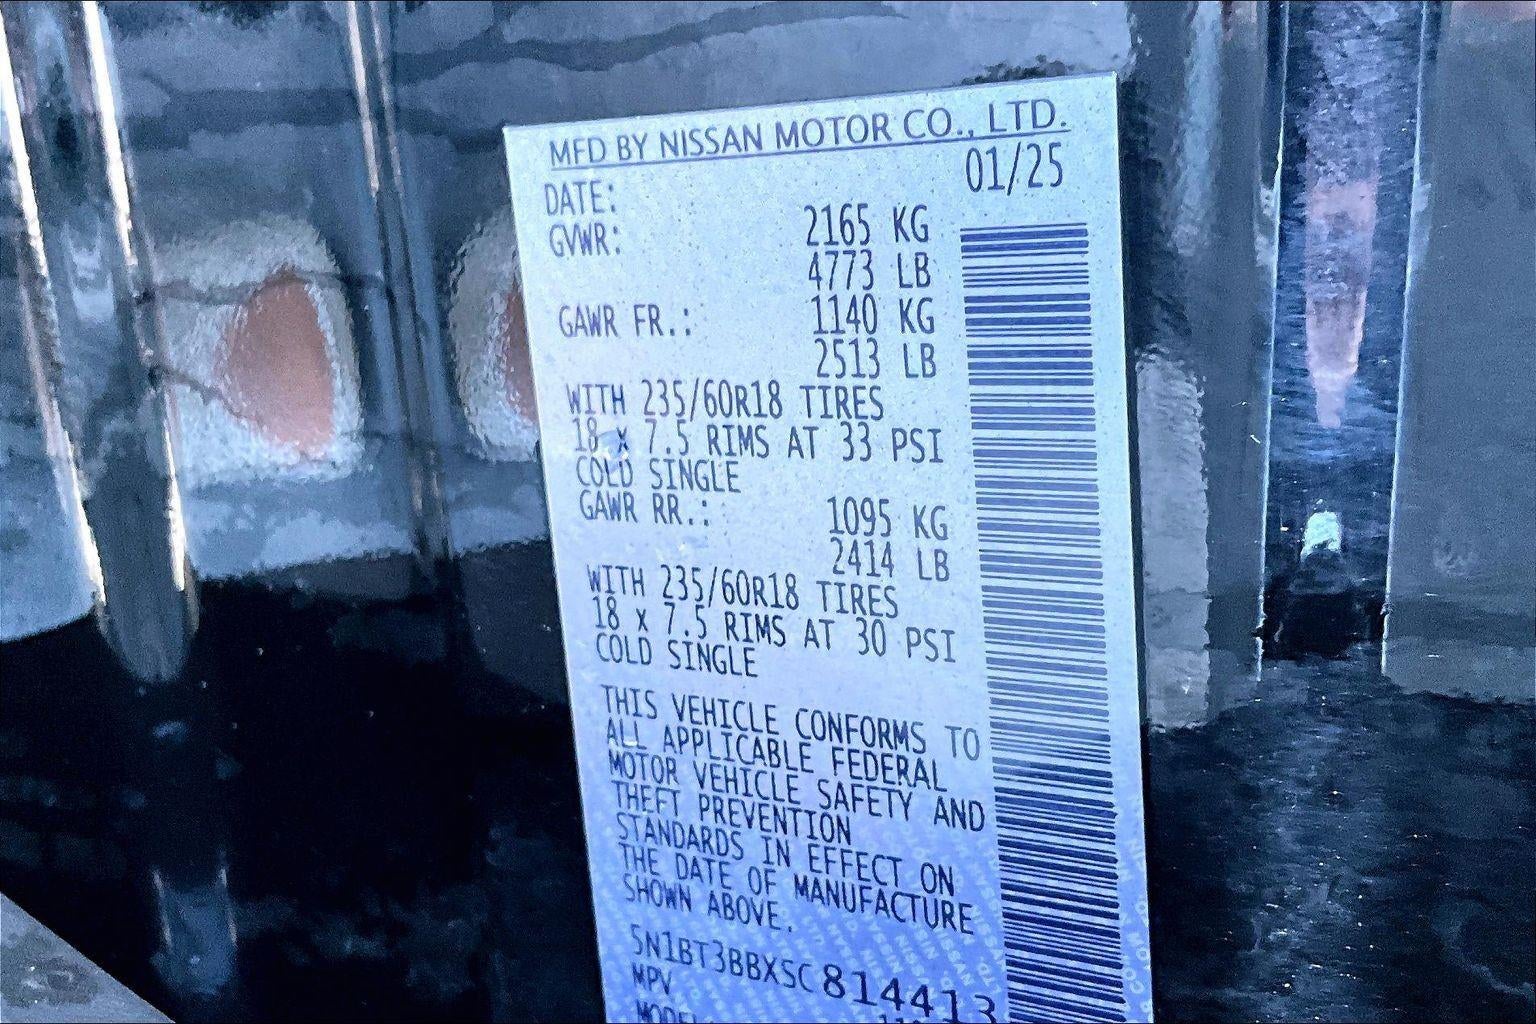 MFD BY NISSAN MOTOR CO., LTD.
DATE: 01/25
GVWR: 2165 KG
4773 LB
GAWR FR.: 1140 KG
2513 LB
WITH 235/60R18 TIRES
18 x 7.5 RIMS AT 33 PSI
COLD SINGLE
GAWR RR.: 1095 KG
2414 LB
WITH 235/60R18 TIRES
18 x 7.5 RIMS AT 30 PSI
COLD SINGLE
THIS VEHICLE CONFORMS TO
ALL APPLICABLE FEDERAL
MOTOR VEHICLE SAFETY AND
THEFT PREVENTION
STANDARDS IN EFFECT ON
THE DATE OF MANUFACTURE
SHOWN ABOVE.
5N1BT3BBXSC814413
MPV